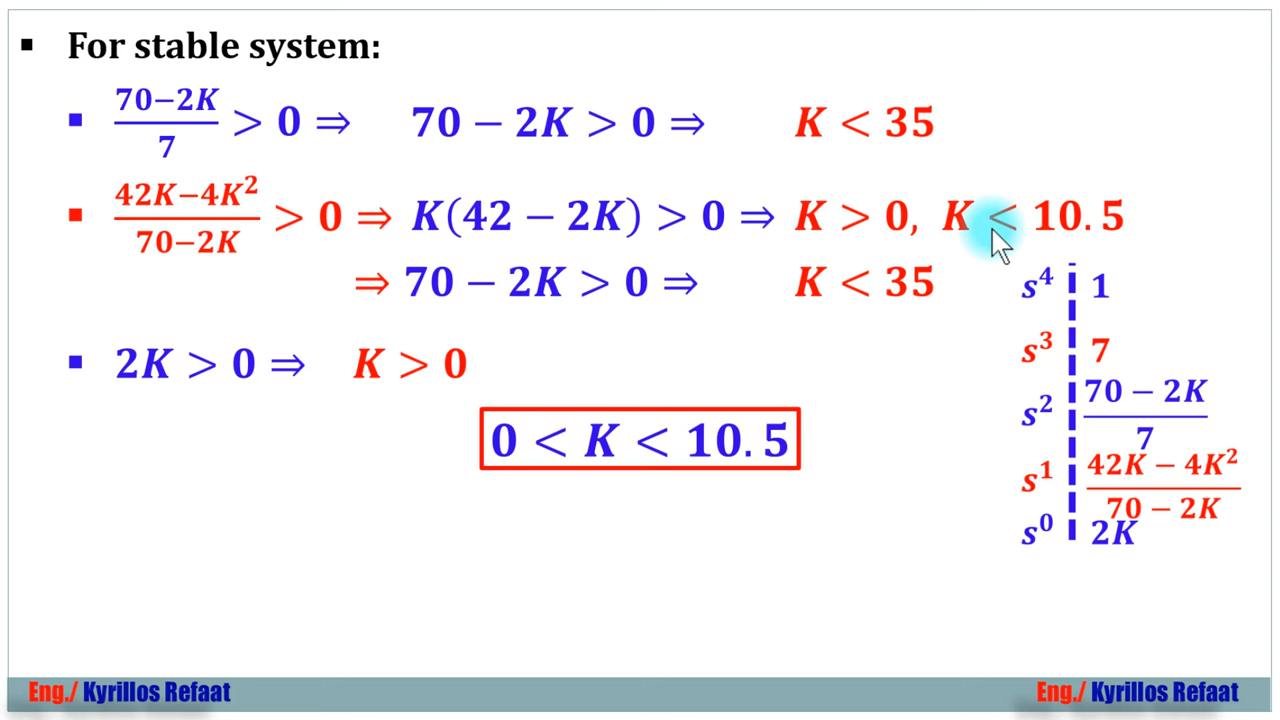 ▪ For stable system:
▪ (70−2K)/7 > 0 ⇒ 70 − 2K > 0 ⇒ K < 35
▪ (42K−4K²)/(70−2K) > 0 ⇒ K(42 − 2K) > 0 ⇒ K > 0, K < 10.5
⇒ 70 − 2K > 0 ⇒ K < 35
▪ 2K > 0 ⇒ K > 0
0 < K < 10.5
s⁴ | 1
s³ | 7
s² | (70 − 2K)/7
s¹ | (42K − 4K²)/(70 − 2K)
s⁰ | 2K
Eng./ Kyrillos Refaat
Eng./ Kyrillos Refaat